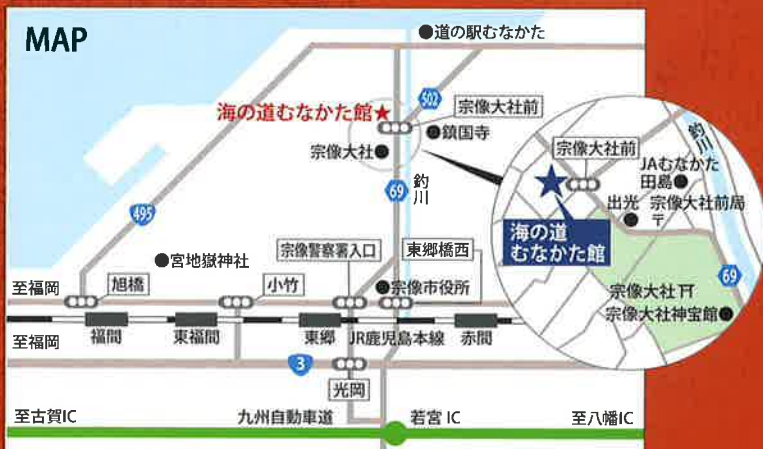 MAP
道の駅むなかた
502
海の道むなかた館
宗像大社前
鎮国寺
宗像大社
釣川
69
495
宮地嶽神社
宗像警察署入口
東郷橋西
至福岡
旭橋
小竹
宗像市役所
福間
東福間
東郷
JR鹿児島本線
赤間
至福岡
3
光岡
至古賀IC
九州自動車道
若宮 IC
至八幡IC
釣川
宗像大社前
JAむなかた
田島
出光
宗像大社前局
〒
海の道
むなかた館
69
宗像大社
宗像大社神宝館